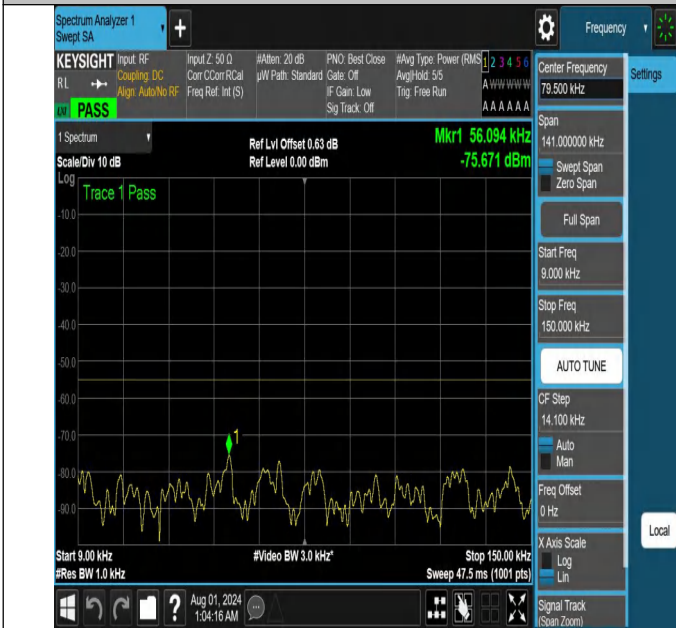 Spectrum Analyzer 1
Swept SA
+
Frequency
KEYSIGHT
RL
PASS
Input: RF
Coupling: DC
Align: Auto/No RF
Input Z: 50 Ω
Corr CCorr RCal
Freq Ref: Int (S)
#Atten: 20 dB
µW Path: Standard
PNO: Best Close
Gate: Off
IF Gain: Low
Sig Track: Off
#Avg Type: Power (RMS
Avg|Hold: 5/5
Trig: Free Run
1 2 3 4 5 6
A W W W W W
A A A A A A
Center Frequency
79.500 kHz
Settings
Span
141.000000 kHz
Swept Span
Zero Span
Full Span
Start Freq
9.000 kHz
Stop Freq
150.000 kHz
AUTO TUNE
CF Step
14.100 kHz
Auto
Man
Freq Offset
0 Hz
X Axis Scale
Log
Lin
Signal Track
(Span Zoom)
Local
1 Spectrum
Scale/Div 10 dB
Ref Lvl Offset 0.63 dB
Ref Level 0.00 dBm
Mkr1 56.094 kHz
-75.671 dBm
Log
Trace 1 Pass
-10.0
-20.0
-30.0
-40.0
-50.0
-60.0
-70.0
-80.0
-90.0
1
Start 9.00 kHz
#Res BW 1.0 kHz
#Video BW 3.0 kHz*
Stop 150.00 kHz
Sweep 47.5 ms (1001 pts)
?
Aug 01, 2024
1:04:16 AM